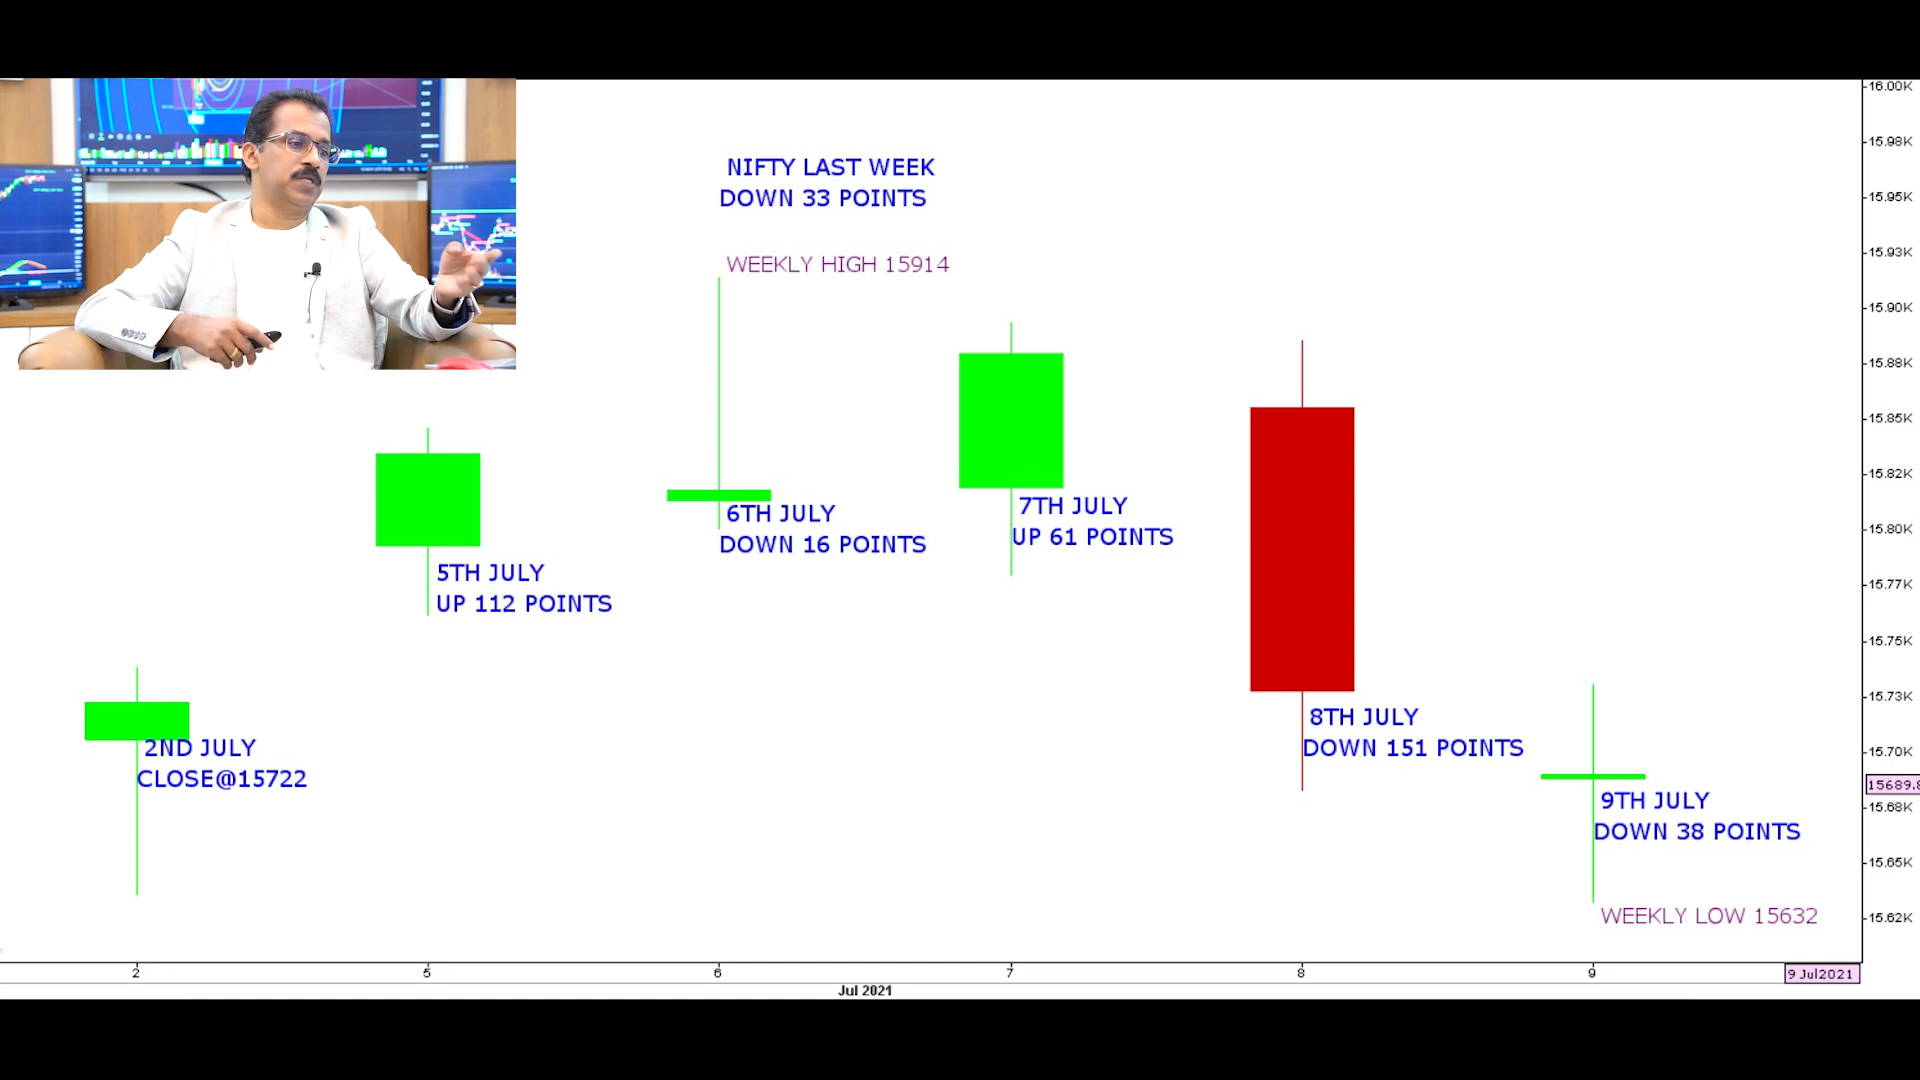 NIFTY LAST WEEK
DOWN 33 POINTS
WEEKLY HIGH 15914
2ND JULY
CLOSE@15722
5TH JULY
UP 112 POINTS
6TH JULY
DOWN 16 POINTS
7TH JULY
UP 61 POINTS
8TH JULY
DOWN 151 POINTS
9TH JULY
DOWN 38 POINTS
WEEKLY LOW 15632
16.00K
15.98K
15.95K
15.93K
15.90K
15.88K
15.85K
15.82K
15.80K
15.77K
15.75K
15.73K
15.70K
15689.8
15.68K
15.65K
15.62K
2 5 6 7 8 9 9 Jul2021
Jul 2021